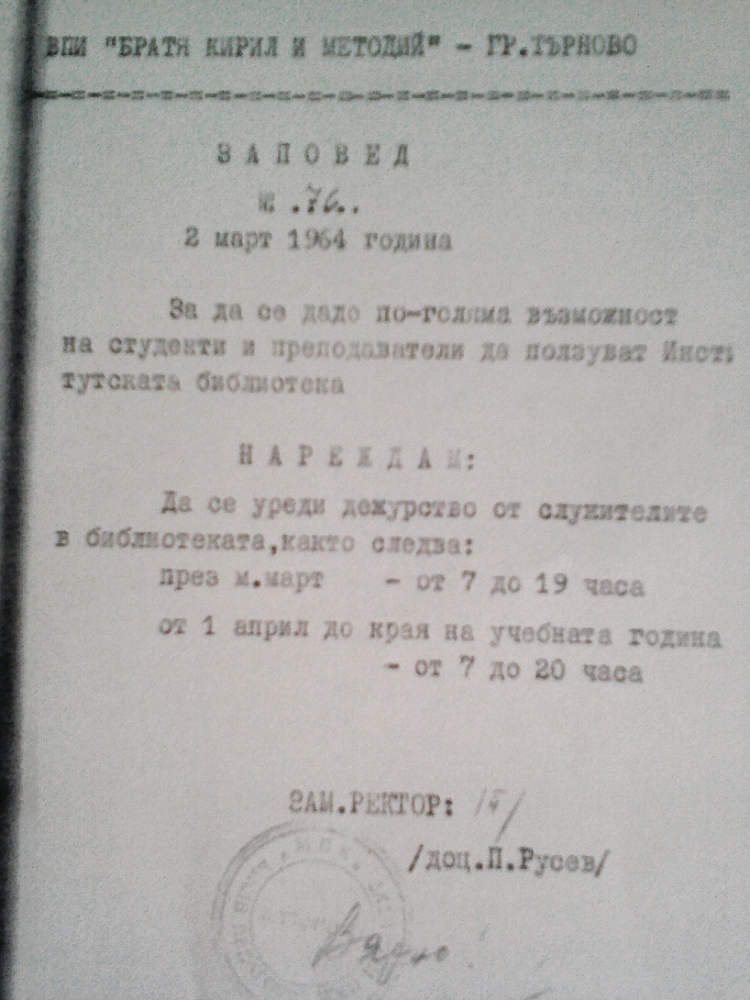 ВПИ "БРАТЯ КИРИЛ И МЕТОДИЙ" - ГР.ТЪРНОВО
З А П О В Е Д
№ .76..
2 март 1964 година
За да се даде по-голяма възможност
на студенти и преподаватели да ползуват Инсти
тутската библиотека
Н А Р Е Ж Д А М:
Да се уреди дежурство от служителите
в библиотеката,както следва:
през м.март - от 7 до 19 часа
от 1 април до края на учебната година
- от 7 до 20 часа
ЗАМ.РЕКТОР:
/доц.П.Русев/
Вярно!